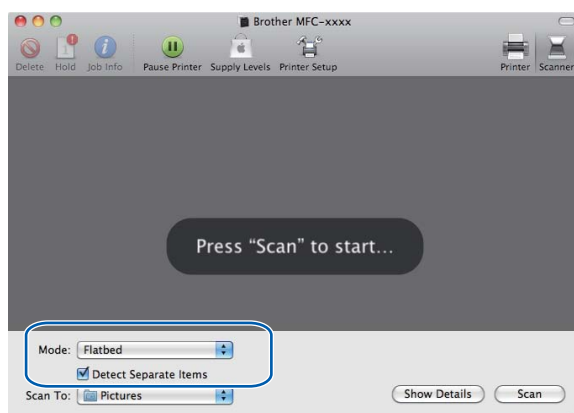 Brother MFC-xxxx
Delete Hold Job Info Pause Printer Supply Levels Printer Setup Printer Scanner
Press “Scan” to start...
Mode: Flatbed
Detect Separate Items
Scan To: Pictures Show Details Scan